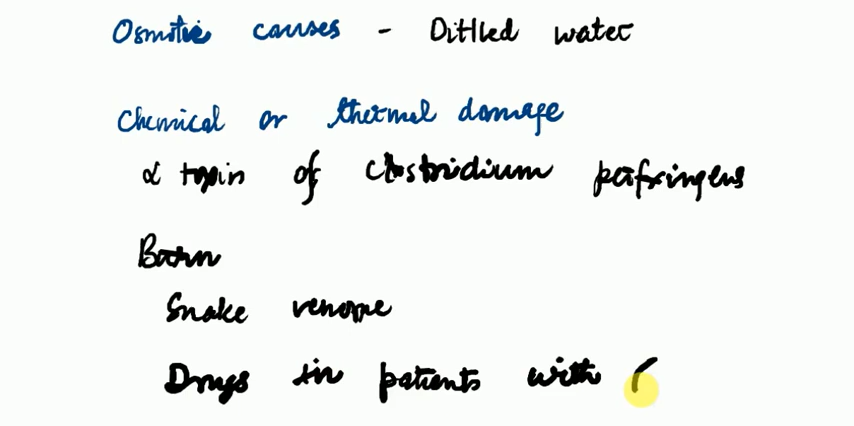 Osmotic causes - Ditlled water
Chemical or thermal damage
α toxin of clostridium perfringens
Burn
Snake venome
Drugs in patients with